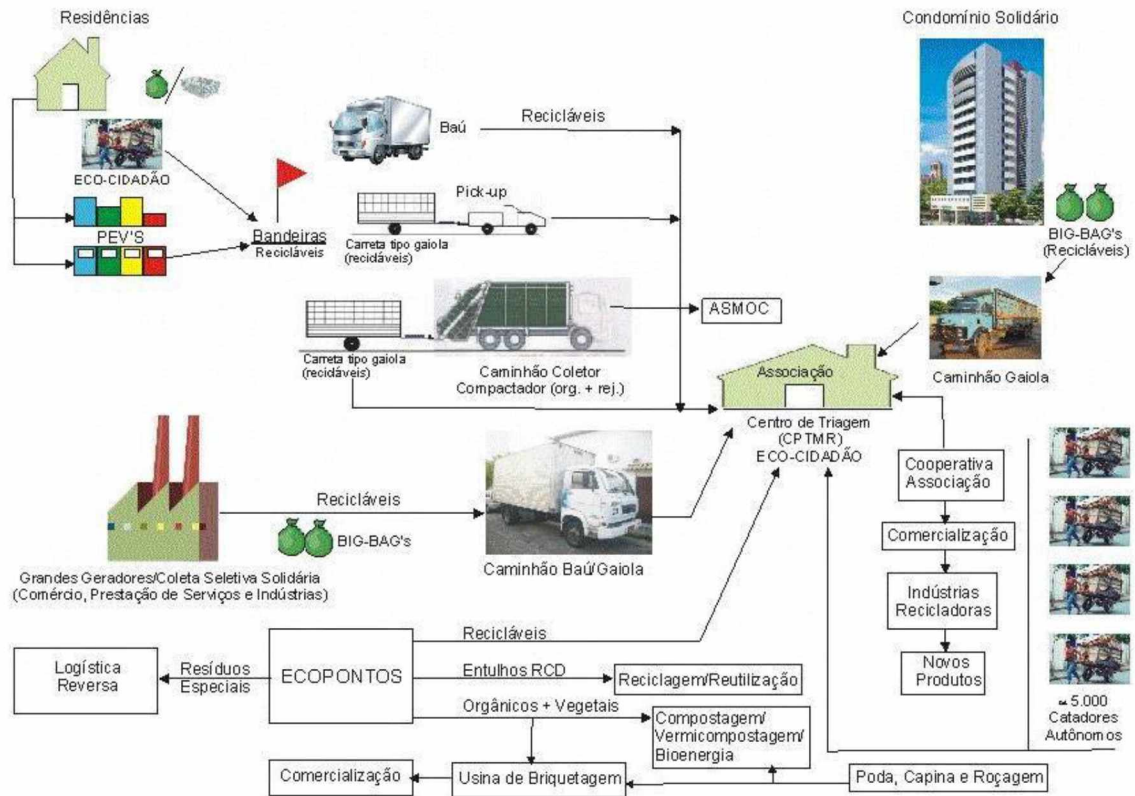 Residências
Condomínio Solidário
Baú
Recicláveis
ECO-CIDADÃO
Pick-up
PEV'S
Bandeiras
Recicláveis
Carreta tipo gaiola
(recicláveis)
BIG-BAG's
(Recicláveis)
ASMOC
Carreta tipo gaiola
(recicláveis)
Caminhão Coletor
Compactador (org. + rej.)
Associação
Caminhão Gaiola
Centro de Triagem
(CPTMR)
ECO-CIDADÃO
Cooperativa
Associação
Recicláveis
BIG-BAG's
Comercialização
Caminhão Baú/Gaiola
Grandes Geradores/Coleta Seletiva Solidária
(Comércio, Prestação de Serviços e Indústrias)
Indústrias
Recicladoras
Recicláveis
Logística
Reversa
Resíduos
Especiais
ECOPONTOS
Entulhos RCD
Reciclagem/Reutilização
Novos
Produtos
5.000
Catadores
Autônomos
Orgânicos + Vegetais
Compostagem/
Vermicompostagem/
Bioenergia
Comercialização
Usina de Briquetagem
Poda, Capina e Roçagem